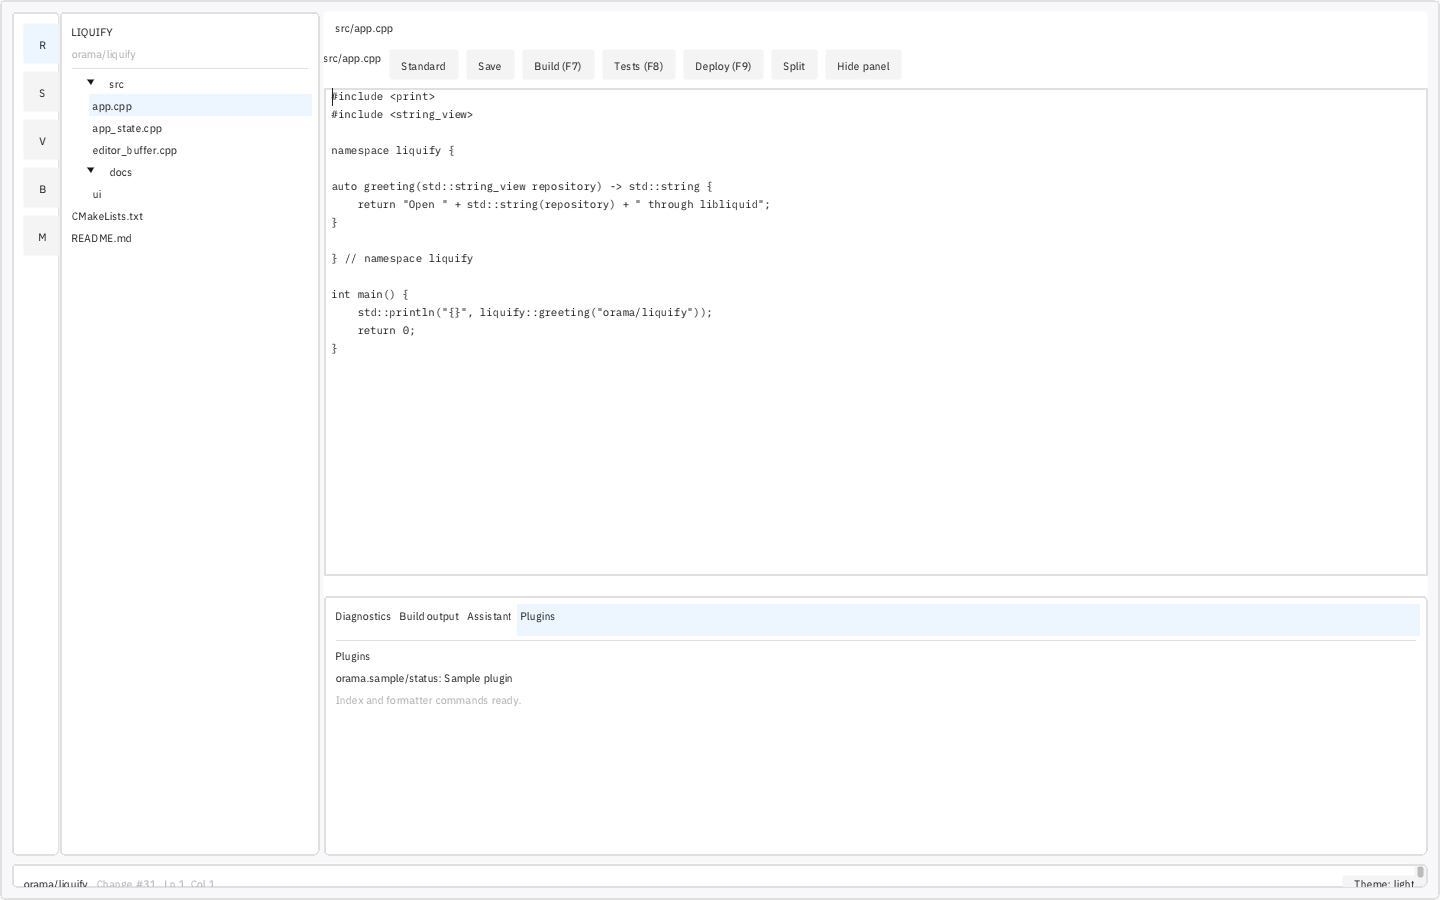 R
S
V
B
M
LIQUIFY
orama/liquify
src
app.cpp
app_state.cpp
editor_buffer.cpp
docs
ui
CMakeLists.txt
README.md
src/app.cpp
src/app.cpp Standard Save Build (F7) Tests (F8) Deploy (F9) Split Hide panel
#include <print>
#include <string_view>
namespace liquify {
auto greeting(std::string_view repository) -> std::string {
    return "Open " + std::string(repository) + " through libliquid";
}
} // namespace liquify
int main() {
    std::println("{}", liquify::greeting("orama/liquify"));
    return 0;
}
Diagnostics Build output Assistant Plugins
Plugins
orama.sample/status: Sample plugin
Index and formatter commands ready.
orama/liquify Change #31 Ln 1, Col 1 Theme: light